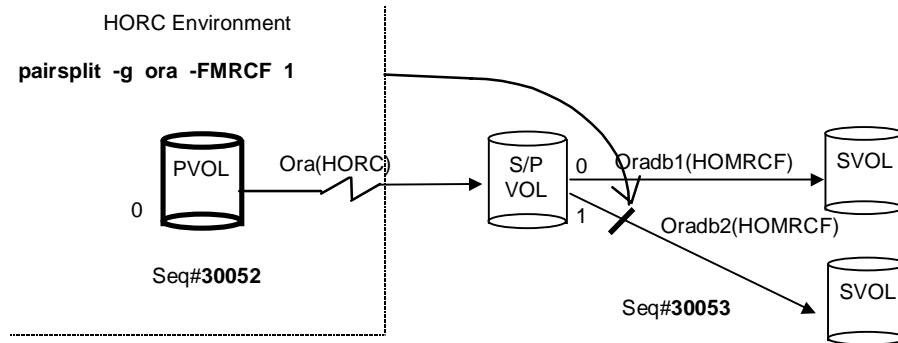 HORC Environment
pairsplit -g ora -FMRCF 1
PVOL
Ora(HORC)
S/P
VOL
0
Oradb1(HOMRCF)
SVOL
0
1
Oradb2(HOMRCF)
Seq#30052
Seq#30053
SVOL